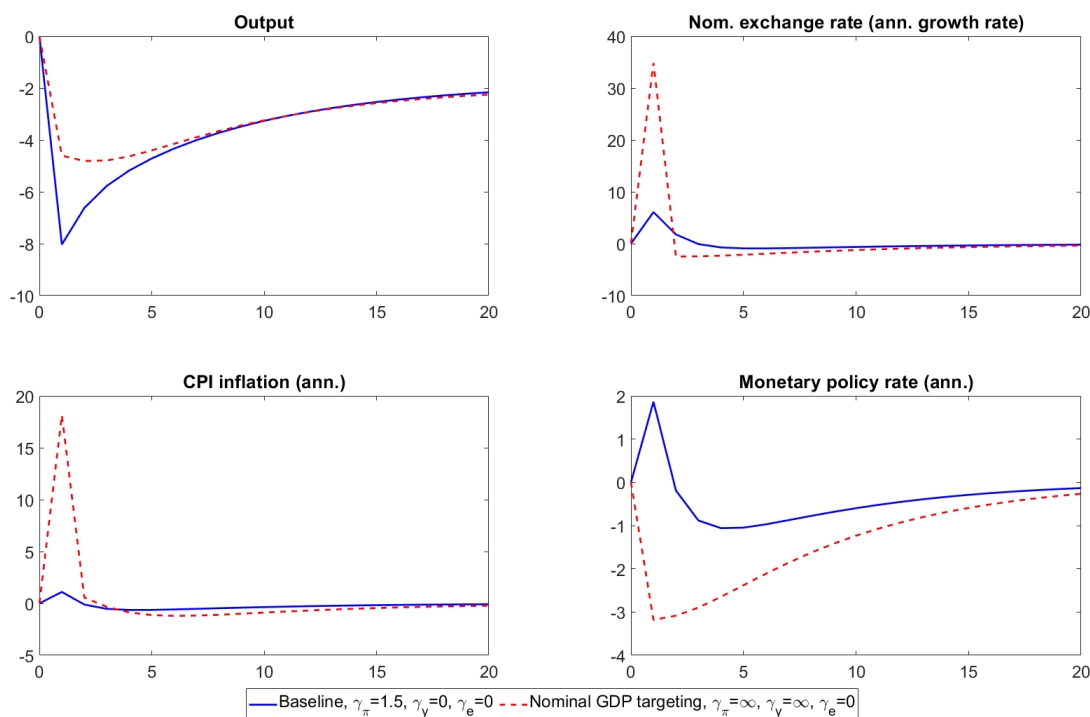 Output
0
-2
-4
-6
-8
-10
0 5 10 15 20
Nom. exchange rate (ann. growth rate)
40
30
20
10
0
-10
0 5 10 15 20
CPI inflation (ann.)
20
15
10
5
0
-5
0 5 10 15 20
Monetary policy rate (ann.)
2
1
0
-1
-2
-3
-4
0 5 10 15 20
Baseline, γπ=1.5, γy=0, γe=0 Nominal GDP targeting, γπ=∞, γy=∞, γe=0